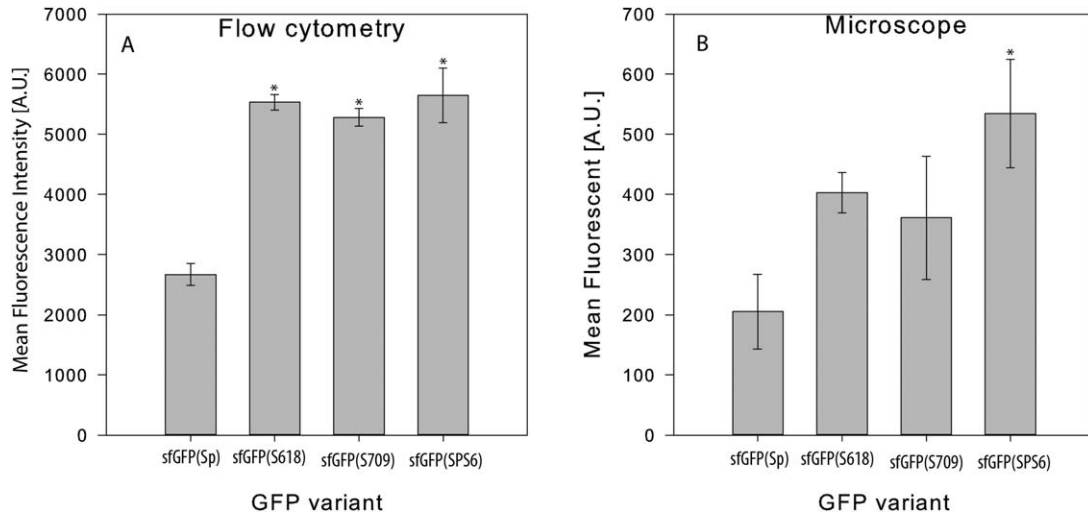 A
Flow cytometry
Mean Fluorescence Intensity [A.U.]
7000
6000
5000
4000
3000
2000
1000
0
*
*
*
sfGFP(Sp)
sfGFP(S618)
sfGFP(S709)
sfGFP(SPS6)
GFP variant
B
Microscope
Mean Fluorescent [A.U.]
700
600
500
400
300
200
100
0
*
sfGFP(Sp)
sfGFP(S618)
sfGFP(S709)
sfGFP(SPS6)
GFP variant